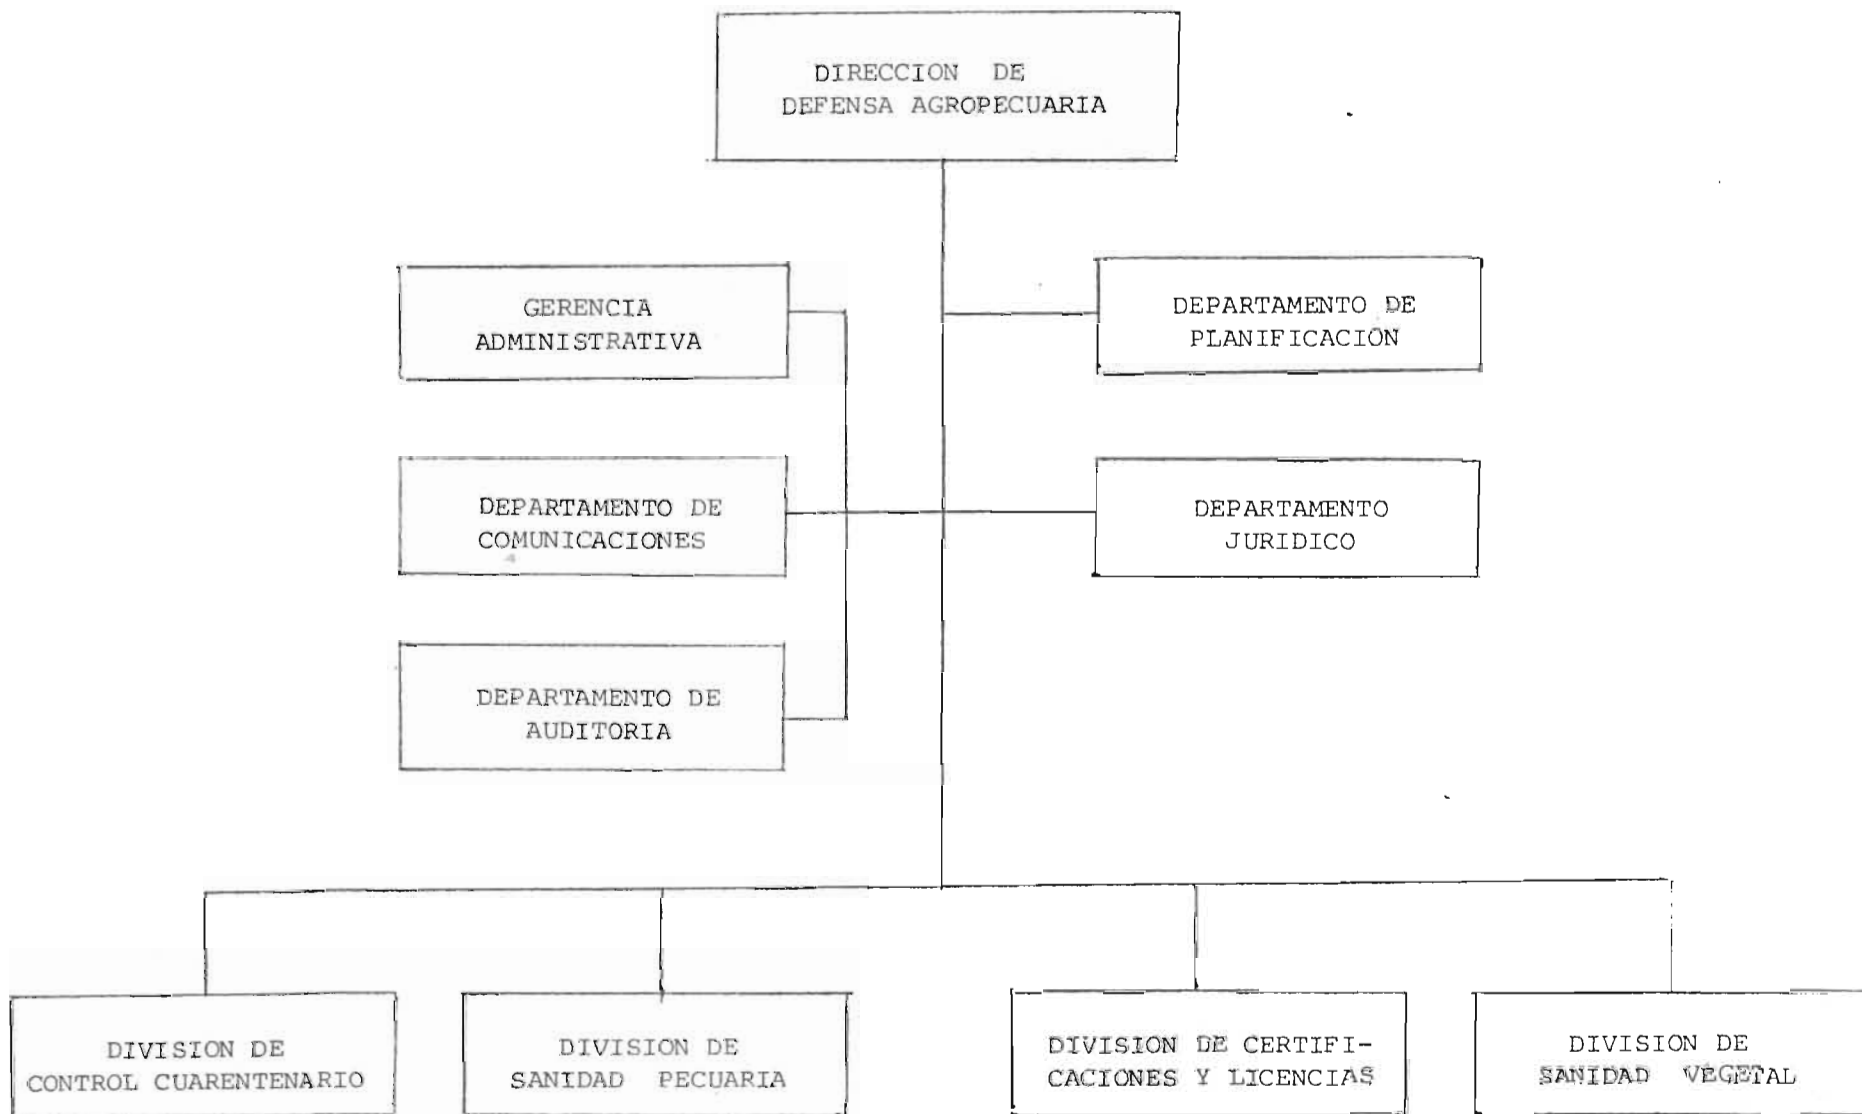 DIRECCION DE
DEFENSA AGROPECUARIA
GERENCIA
ADMINISTRATIVA
DEPARTAMENTO DE
PLANIFICACIÓN
DEPARTAMENTO DE
COMUNICACIONES
DEPARTAMENTO
JURIDICO
DEPARTAMENTO DE
AUDITORIA
DIVISION DE
CONTROL CUARENTENARIO
DIVISION DE
SANIDAD PECUARIA
DIVISION DE CERTIFI-
CACIONES Y LICENCIAS
DIVISION DE
SANIDAD VEGETAL